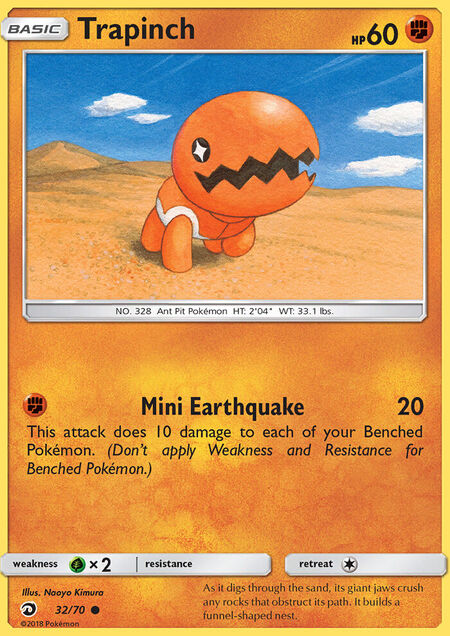 BASIC Trapinch HP60
NO. 328 Ant Pit Pokémon HT: 2'04" WT: 33.1 lbs.
Mini Earthquake 20
This attack does 10 damage to each of your Benched
Pokémon. (Don't apply Weakness and Resistance for
Benched Pokémon.)
weakness ×2 resistance retreat
Illus. Naoyo Kimura
32/70
©2018 Pokémon
As it digs through the sand, its giant jaws crush
any rocks that obstruct its path. It builds a
funnel-shaped nest.